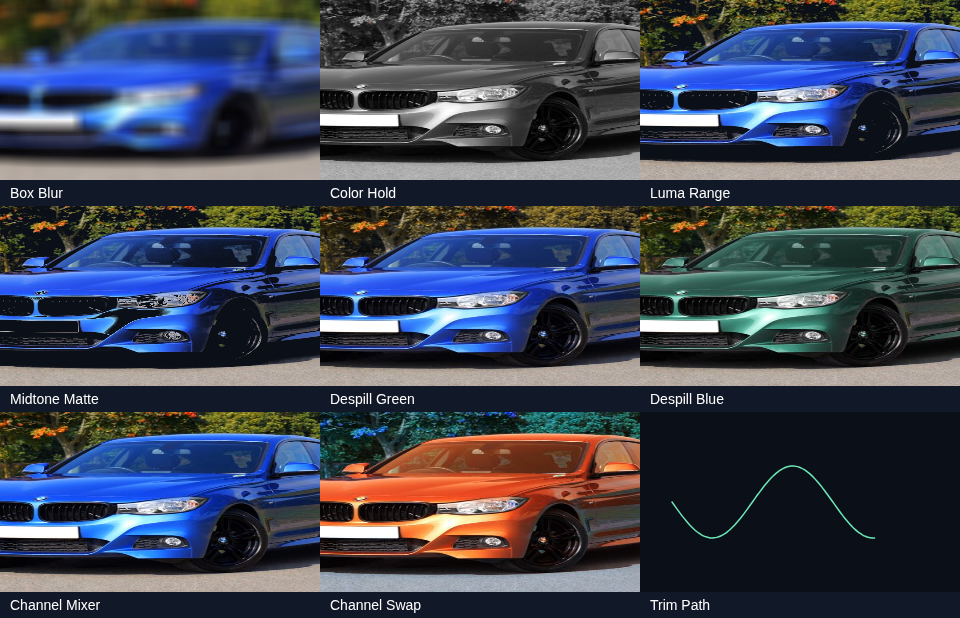 Box Blur
Color Hold
Luma Range
Midtone Matte
Despill Green
Despill Blue
Channel Mixer
Channel Swap
Trim Path